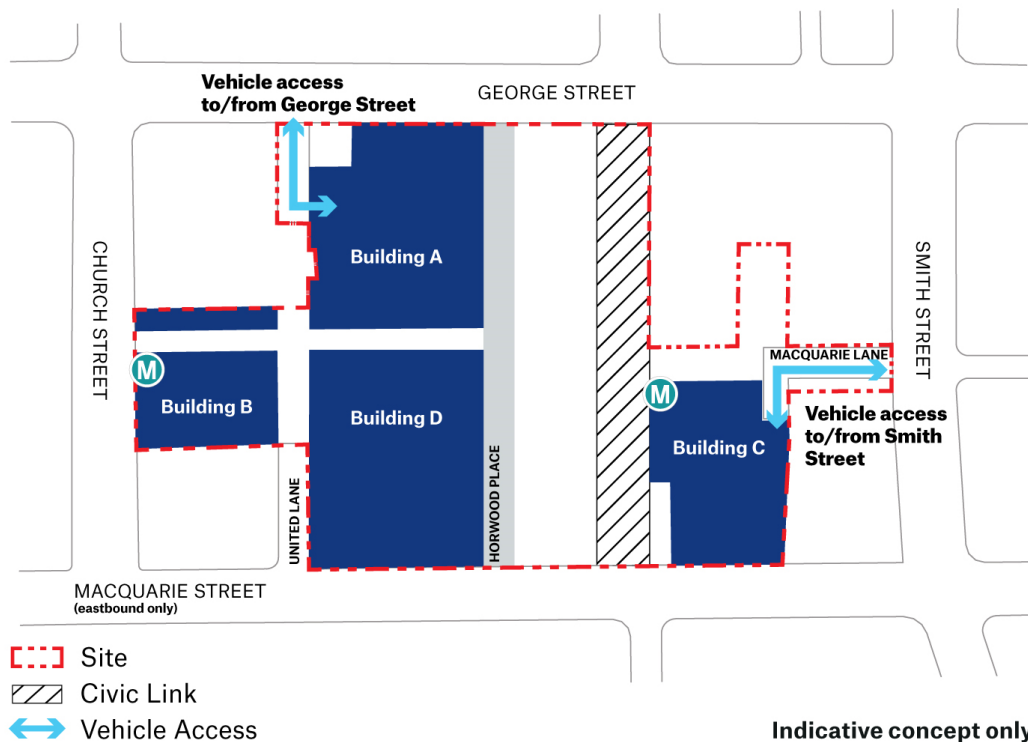 Vehicle access
to/from George Street
GEORGE STREET
CHURCH STREET
SMITH STREET
Building A
MACQUARIE LANE
M
M
Building B
Building D
Building C
Vehicle access
to/from Smith
Street
UNITED LANE
HORWOOD PLACE
MACQUARIE STREET
(eastbound only)
Site
Civic Link
Vehicle Access
Indicative concept only